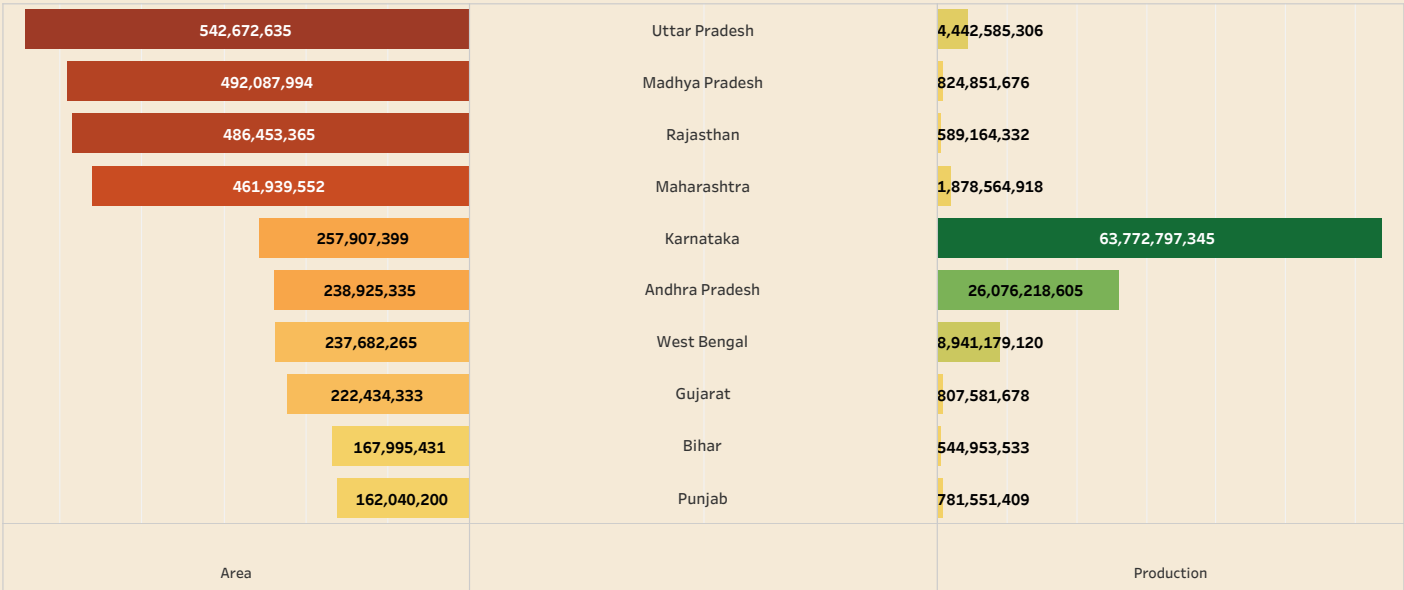 542,672,635 Uttar Pradesh 4,442,585,306
492,087,994 Madhya Pradesh 824,851,676
486,453,365 Rajasthan 589,164,332
461,939,552 Maharashtra 1,878,564,918
257,907,399 Karnataka 63,772,797,345
238,925,335 Andhra Pradesh 26,076,218,605
237,682,265 West Bengal 8,941,179,120
222,434,333 Gujarat 807,581,678
167,995,431 Bihar 544,953,533
162,040,200 Punjab 781,551,409
Area Production